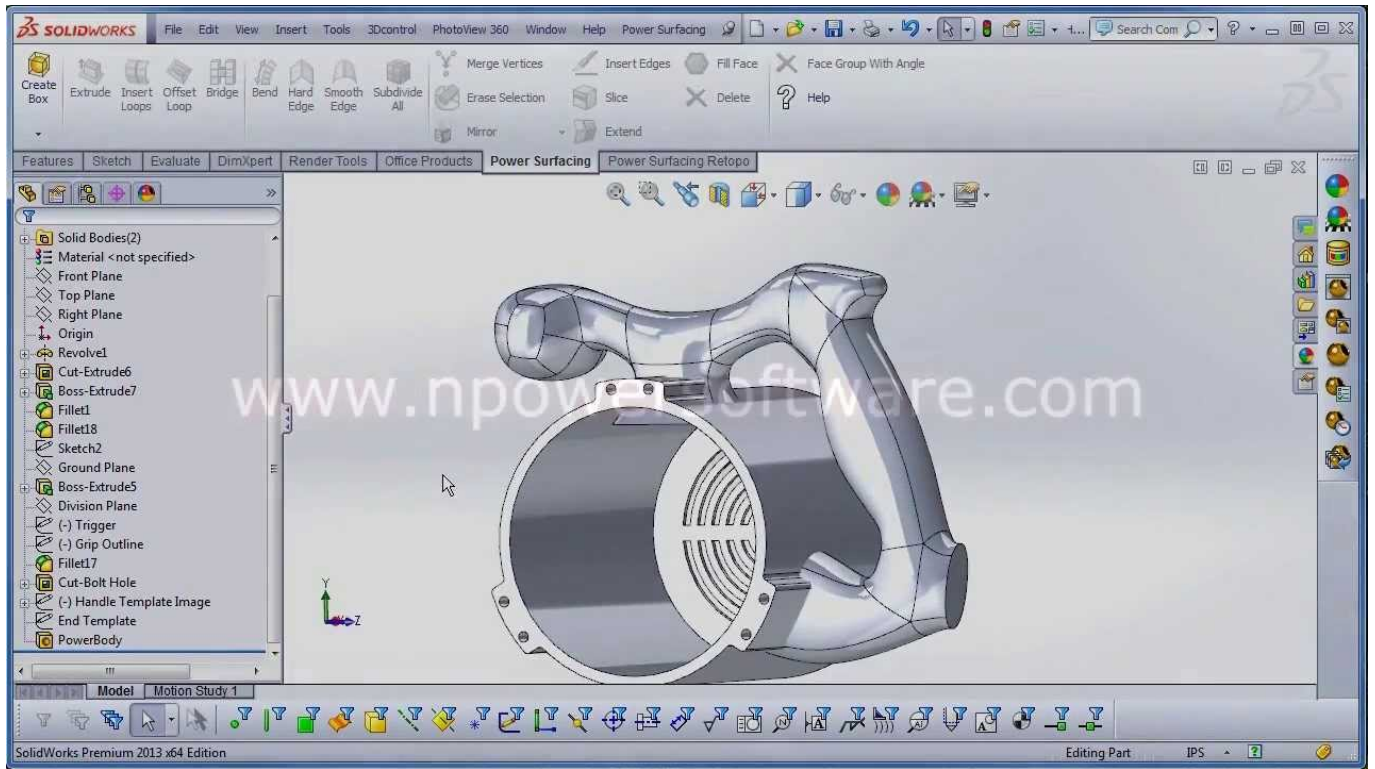 SOLIDWORKS File Edit View Insert Tools 3Dcontrol PhotoView 360 Window Help Power Surfacing Search Com
Create Box
Extrude
Insert Loops
Offset Loop
Bridge
Bend
Hard Edge
Smooth Edge
Subdivide All
Merge Vertices Insert Edges Fill Face Face Group With Angle
Erase Selection Slice Delete Help
Mirror Extend
Features Sketch Evaluate DimXpert Render Tools Office Products Power Surfacing Power Surfacing Retopo
Solid Bodies(2)
Material <not specified>
Front Plane
Top Plane
Right Plane
Origin
Revolve1
Cut-Extrude6
Boss-Extrude7
Fillet1
Fillet18
Sketch2
Ground Plane
Boss-Extrude5
Division Plane
(-) Trigger
(-) Grip Outline
Fillet17
Cut-Bolt Hole
(-) Handle Template Image
End Template
PowerBody
www.npowersoftware.com
Y
Z
Model Motion Study 1
SolidWorks Premium 2013 x64 Edition Editing Part IPS